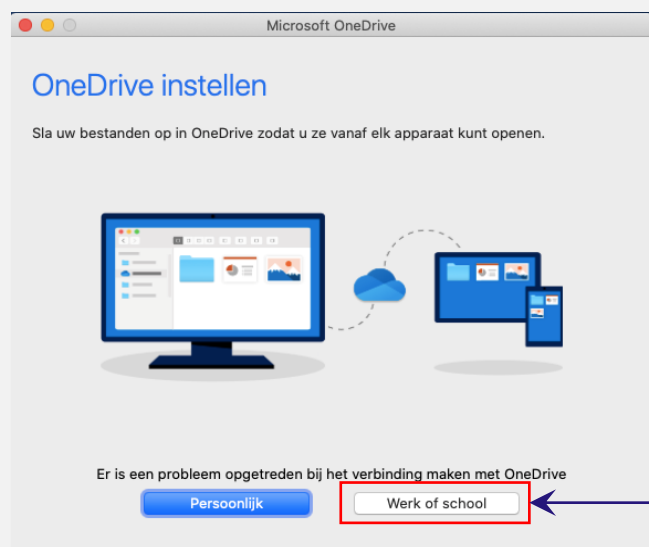 Microsoft OneDrive
OneDrive instellen
Sla uw bestanden op in OneDrive zodat u ze vanaf elk apparaat kunt openen.
Er is een probleem opgetreden bij het verbinding maken met OneDrive
Persoonlijk
Werk of school